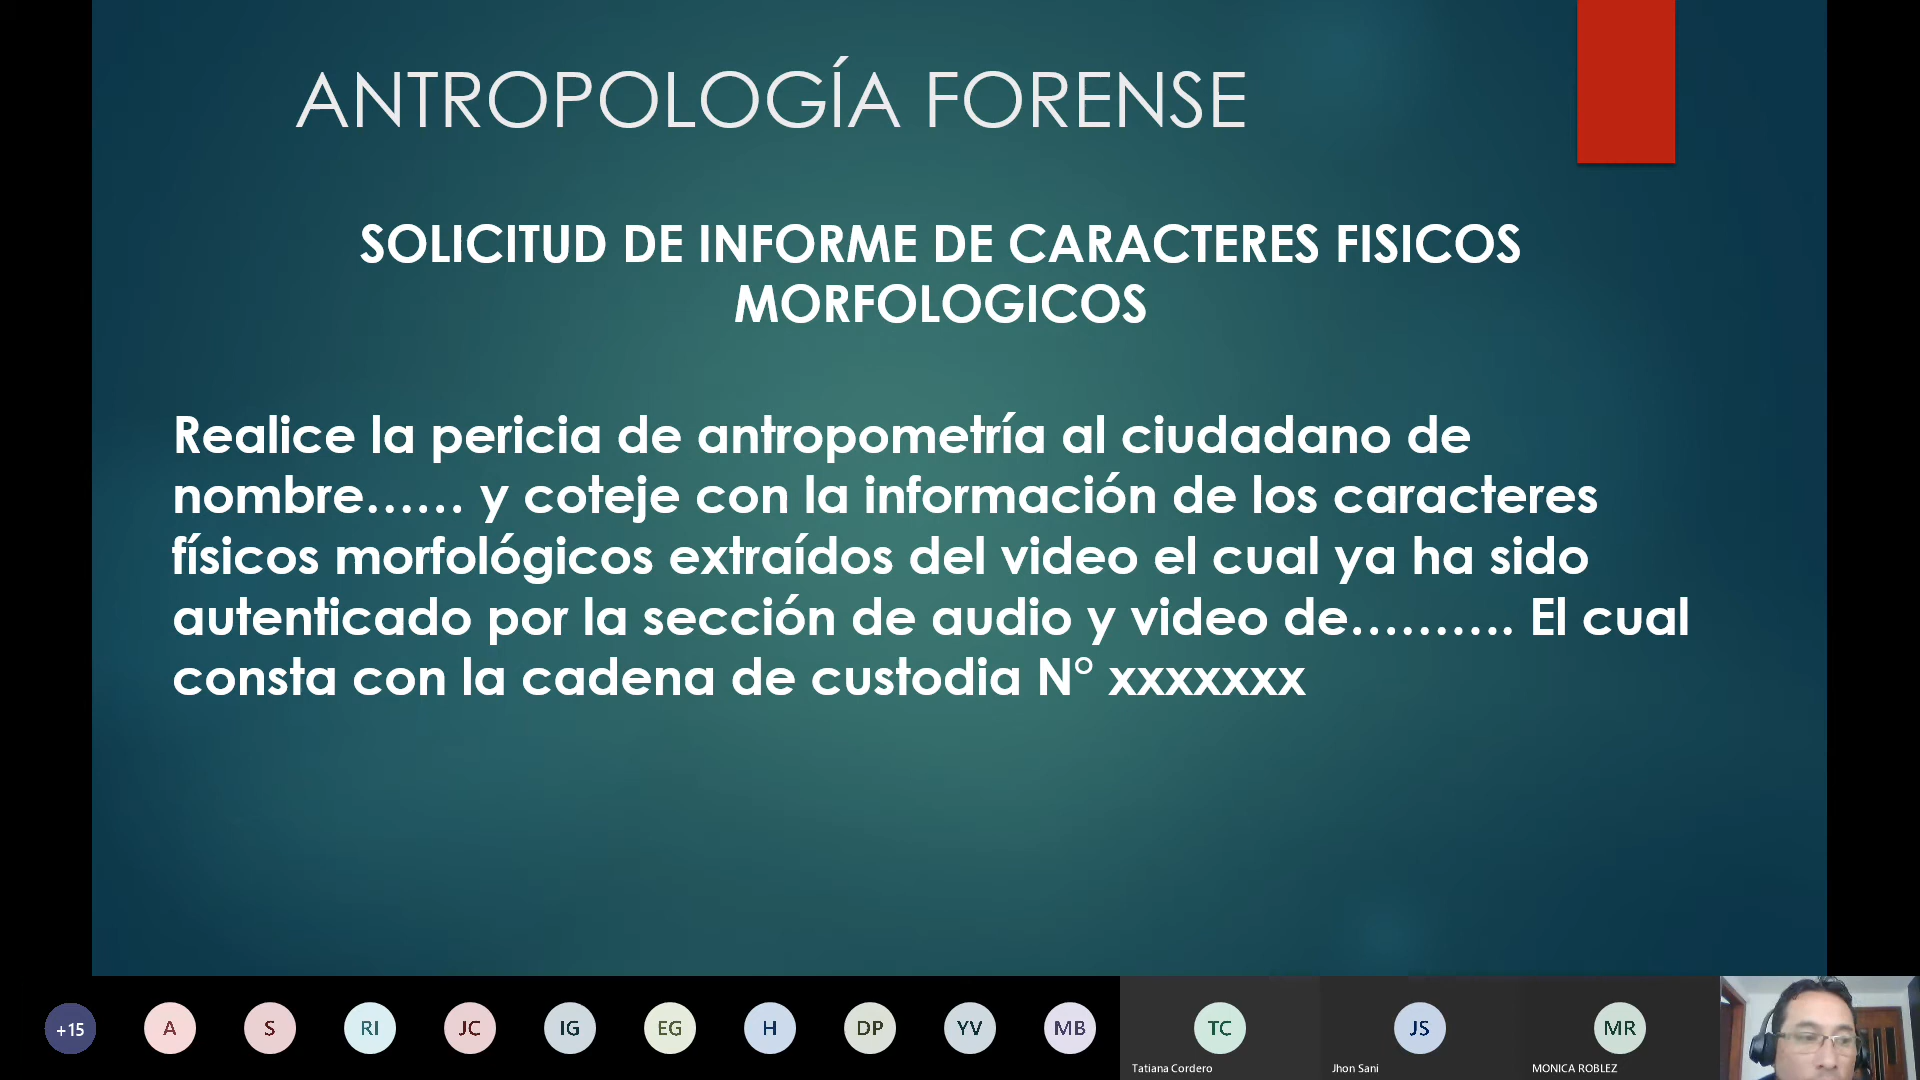 ANTROPOLOGÍA FORENSE
SOLICITUD DE INFORME DE CARACTERES FISICOS
MORFOLOGICOS
Realice la pericia de antropometría al ciudadano de
nombre...... y coteje con la información de los caracteres
físicos morfológicos extraídos del video el cual ya ha sido
autenticado por la sección de audio y video de.......... El cual
consta con la cadena de custodia N° xxxxxxx
+15
A
S
RI
JC
IG
EG
H
DP
YV
MB
TC
JS
MR
Tatiana Cordero
Jhon Sani
MONICA ROBLEZ